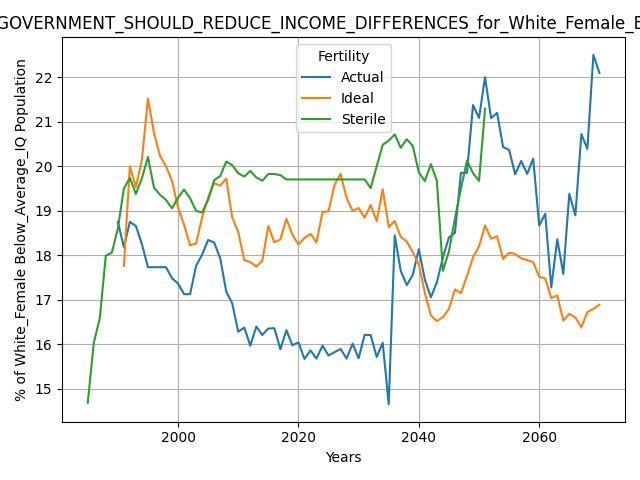 GOVERNMENT_SHOULD_REDUCE_INCOME_DIFFERENCES_for_White_Female_
Fertility
Actual
Ideal
Sterile
% of White_Female Below_Average_IQ Population
22
21
20
19
18
17
16
15
2000
2020
2040
2060
Years